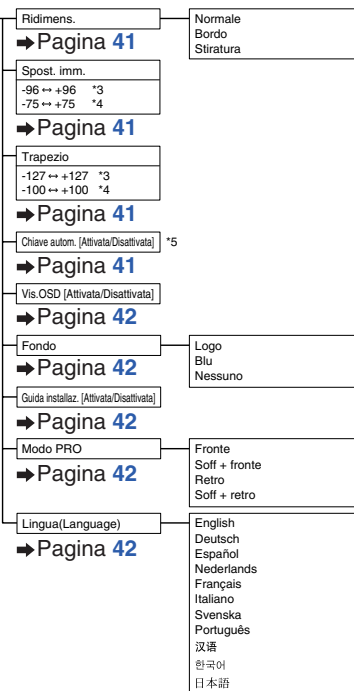 Ridimens.
Normale
Bordo
Stiratura
➡Pagina 41
Spost. imm.
-96 ↔ +96 *3
-75 ↔ +75 *4
➡Pagina 41
Trapezio
-127 ↔ +127 *3
-100 ↔ +100 *4
➡Pagina 41
Chiave autom. [Attivata/Disattivata] *5
➡Pagina 41
Vis.OSD [Attivata/Disattivata]
➡Pagina 42
Fondo
Logo
Blu
Nessuno
➡Pagina 42
Guida installaz. [Attivata/Disattivata]
➡Pagina 42
Modo PRO
Fronte
Soff + fronte
Retro
Soff + retro
➡Pagina 42
Lingua(Language)
English
Deutsch
Español
Nederlands
Français
Italiano
Svenska
Português
汉语
한국어
日本語
➡Pagina 42